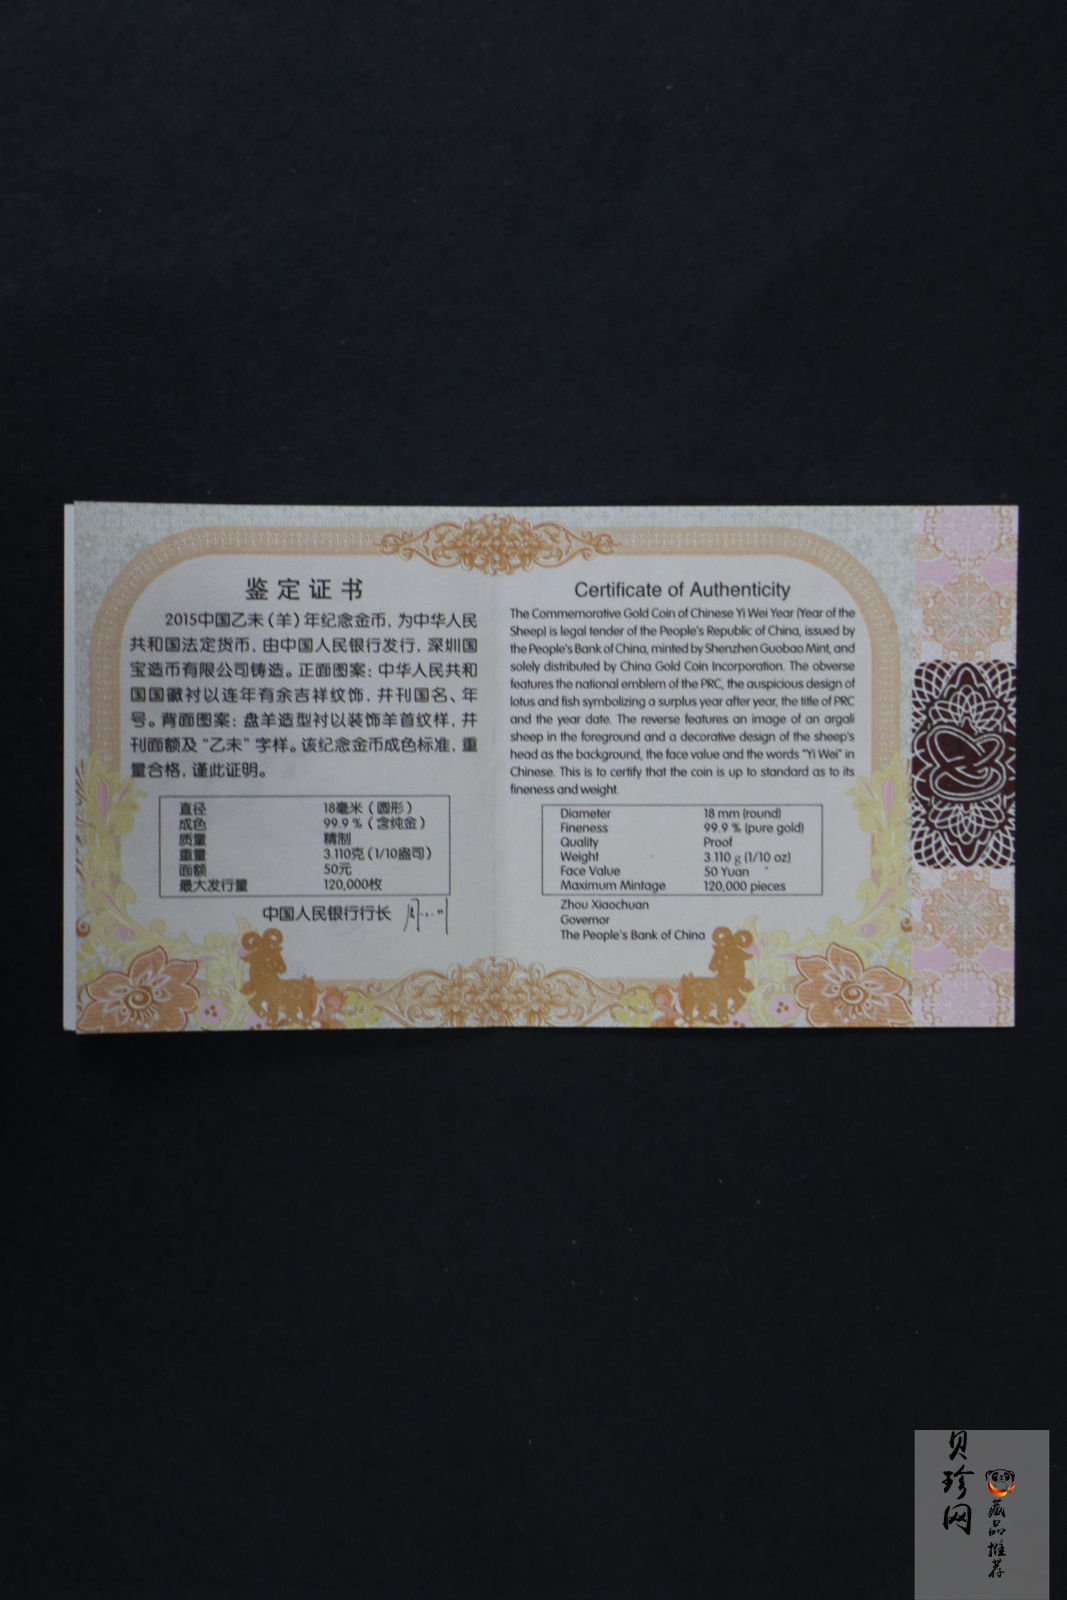 鉴定证书
2015中国乙未（羊）年纪念金币，为中华人民
共和国法定货币，由中国人民银行发行，深圳国
宝造币有限公司铸造。正面图案：中华人民共和
国国徽衬以连年有余吉祥纹饰，并刊国名、年
号。背面图案：盘羊造型衬以装饰羊首纹样，并
刊面额及“乙未”字样。该纪念金币成色标准，重
量合格，谨此证明。
直径 18毫米（圆形）
成色 99.9％（含纯金）
质量 精制
重量 3.110克（1/10盎司）
面额 50元
最大发行量 120,000枚
中国人民银行行长
Certificate of Authenticity
The Commemorative Gold Coin of Chinese Yi Wei Year (Year of the
Sheep) is legal tender of the People's Republic of China, issued by
the People's Bank of China, minted by Shenzhen Guobao Mint, and
solely distributed by China Gold Coin Incorporation. The obverse
features the national emblem of the PRC, the auspicious design of
lotus and fish symbolizing a surplus year after year, the title of PRC
and the year date. The reverse features an image of an argali
sheep in the foreground and a decorative design of the sheep's
head as the background, the face value and the words "Yi Wei" in
Chinese. This is to certify that the coin is up to standard as to its
fineness and weight.
Diameter 18 mm (round)
Fineness 99.9 % (pure gold)
Quality Proof
Weight 3.110 g (1/10 oz)
Face Value 50 Yuan
Maximum Mintage 120,000 pieces
Zhou Xiaochuan
Governor
The People's Bank of China
贝珍网
藏品推荐